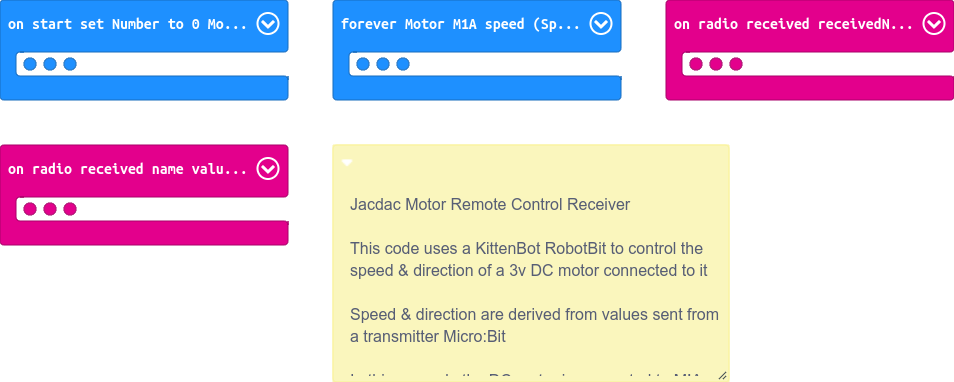 on start set Number to 0 Mo...
forever Motor M1A speed (Sp...
on radio received receivedN...
on radio received name valu...
Jacdac Motor Remote Control Receiver
This code uses a KittenBot RobotBit to control the
speed & direction of a 3v DC motor connected to it
Speed & direction are derived from values sent from
a transmitter Micro:Bit